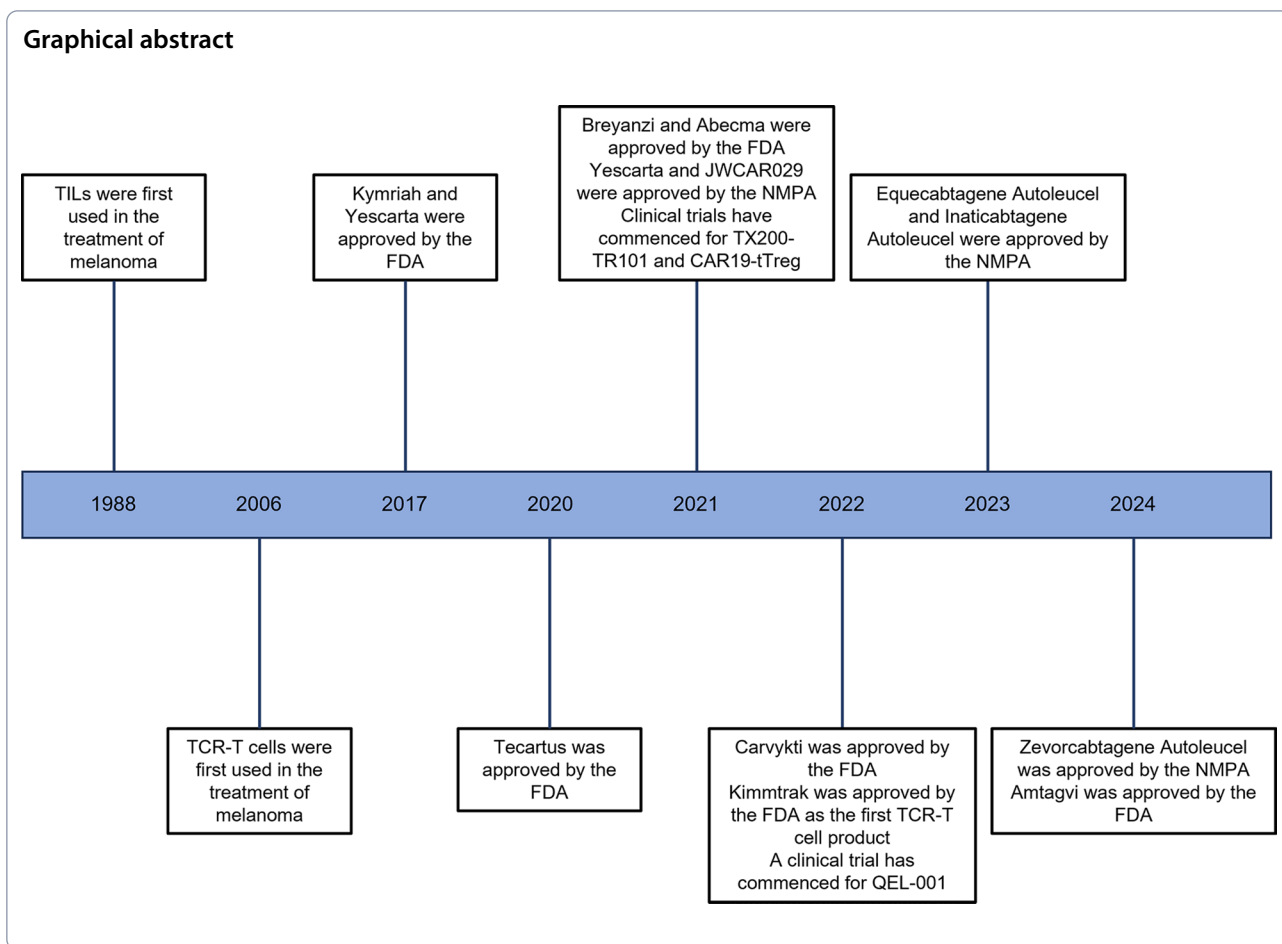 Graphical abstract
TILs were first
used in the
treatment of
melanoma
Kymriah and
Yescarta were
approved by the
FDA
Breyanzi and Abecma were
approved by the FDA
Yescarta and JWCAR029
were approved by the NMPA
Clinical trials have
commenced for TX200-
TR101 and CAR19-tTreg
Equecabtagene Autoleucel
and Inaticabtagene
Autoleucel were approved by
the NMPA
1988 2006 2017 2020 2021 2022 2023 2024
TCR-T cells were
first used in the
treatment of
melanoma
Tecartus was
approved by the
FDA
Carvykti was approved by
the FDA
Kimmtrak was approved by
the FDA as the first TCR-T
cell product
A clinical trial has
commenced for QEL-001
Zevorcabtagene Autoleucel
was approved by the NMPA
Amtagvi was approved by the
FDA